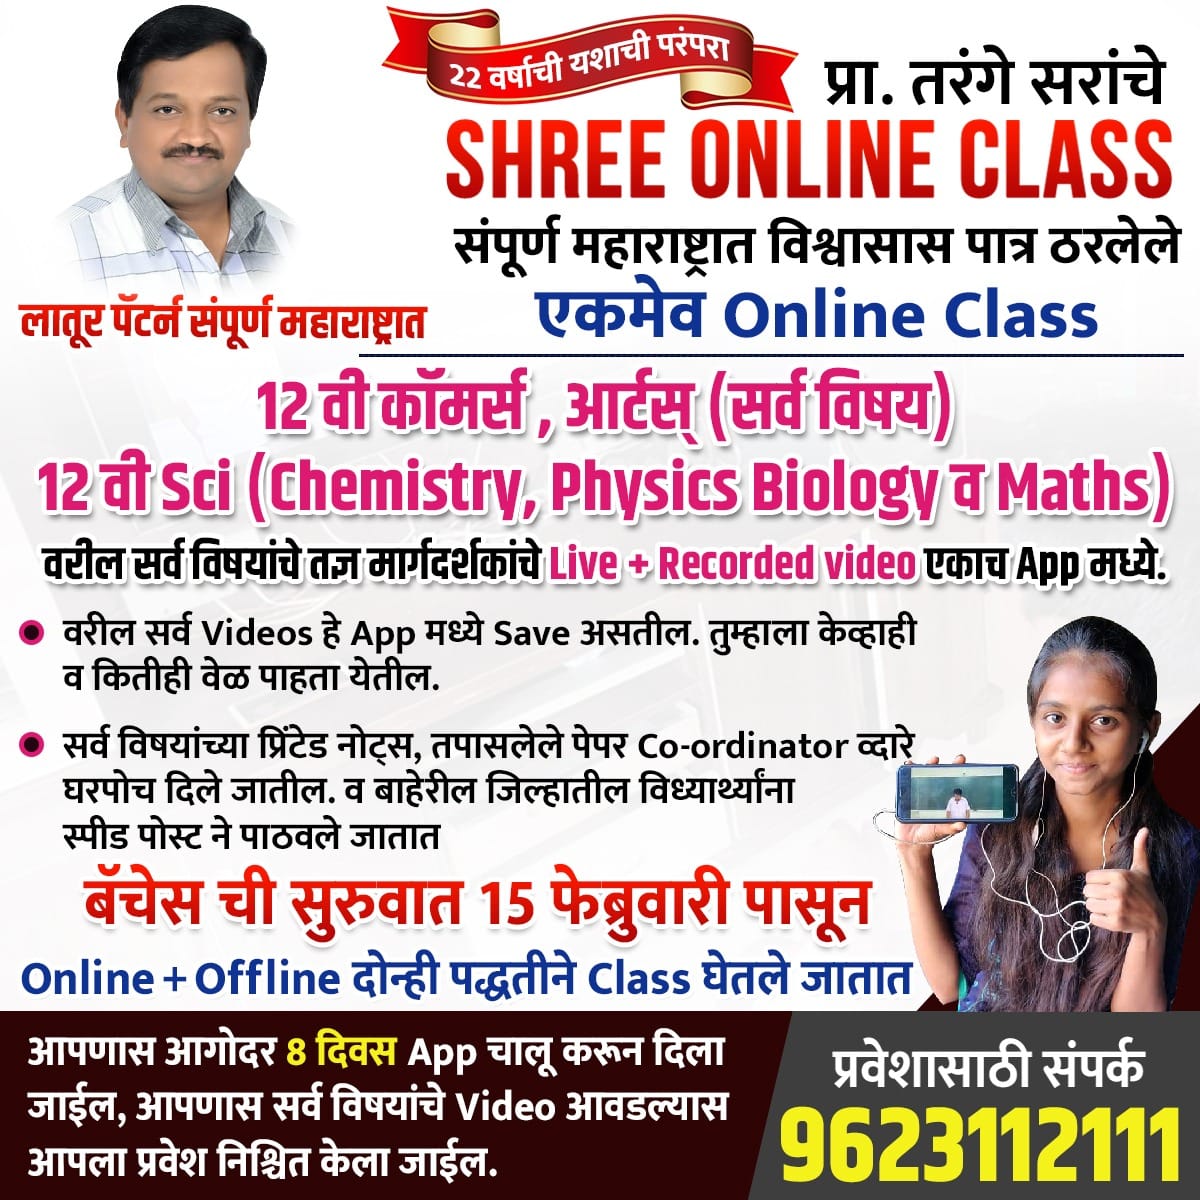 22 वर्षाची यशाची परंपरा
प्रा. तरंगे सरांचे
SHREE ONLINE CLASS
संपूर्ण महाराष्ट्रात विश्वासास पात्र ठरलेले
एकमेव Online Class
लातूर पॅटर्न संपूर्ण महाराष्ट्रात
12 वी कॉमर्स , आर्टस् (सर्व विषय)
12 वी Sci (Chemistry, Physics Biology व Maths)
वरील सर्व विषयांचे तज्ञ मार्गदर्शकांचे Live + Recorded video एकाच App मध्ये.
वरील सर्व Videos हे App मध्ये Save असतील. तुम्हाला केव्हाही
व कितीही वेळ पाहता येतील.
सर्व विषयांच्या प्रिंटेड नोट्स, तपासलेले पेपर Co-ordinator व्दारे
घरपोच दिले जातील. व बाहेरील जिल्हातील विध्यार्थ्यांना
स्पीड पोस्ट ने पाठवले जातात
बॅचेस ची सुरुवात 15 फेब्रुवारी पासून
Online + Offline दोन्ही पद्धतीने Class घेतले जातात
आपणास आगोदर 8 दिवस App चालू करून दिला
जाईल, आपणास सर्व विषयांचे Video आवडल्यास
आपला प्रवेश निश्चित केला जाईल.
प्रवेशासाठी संपर्क
9623112111